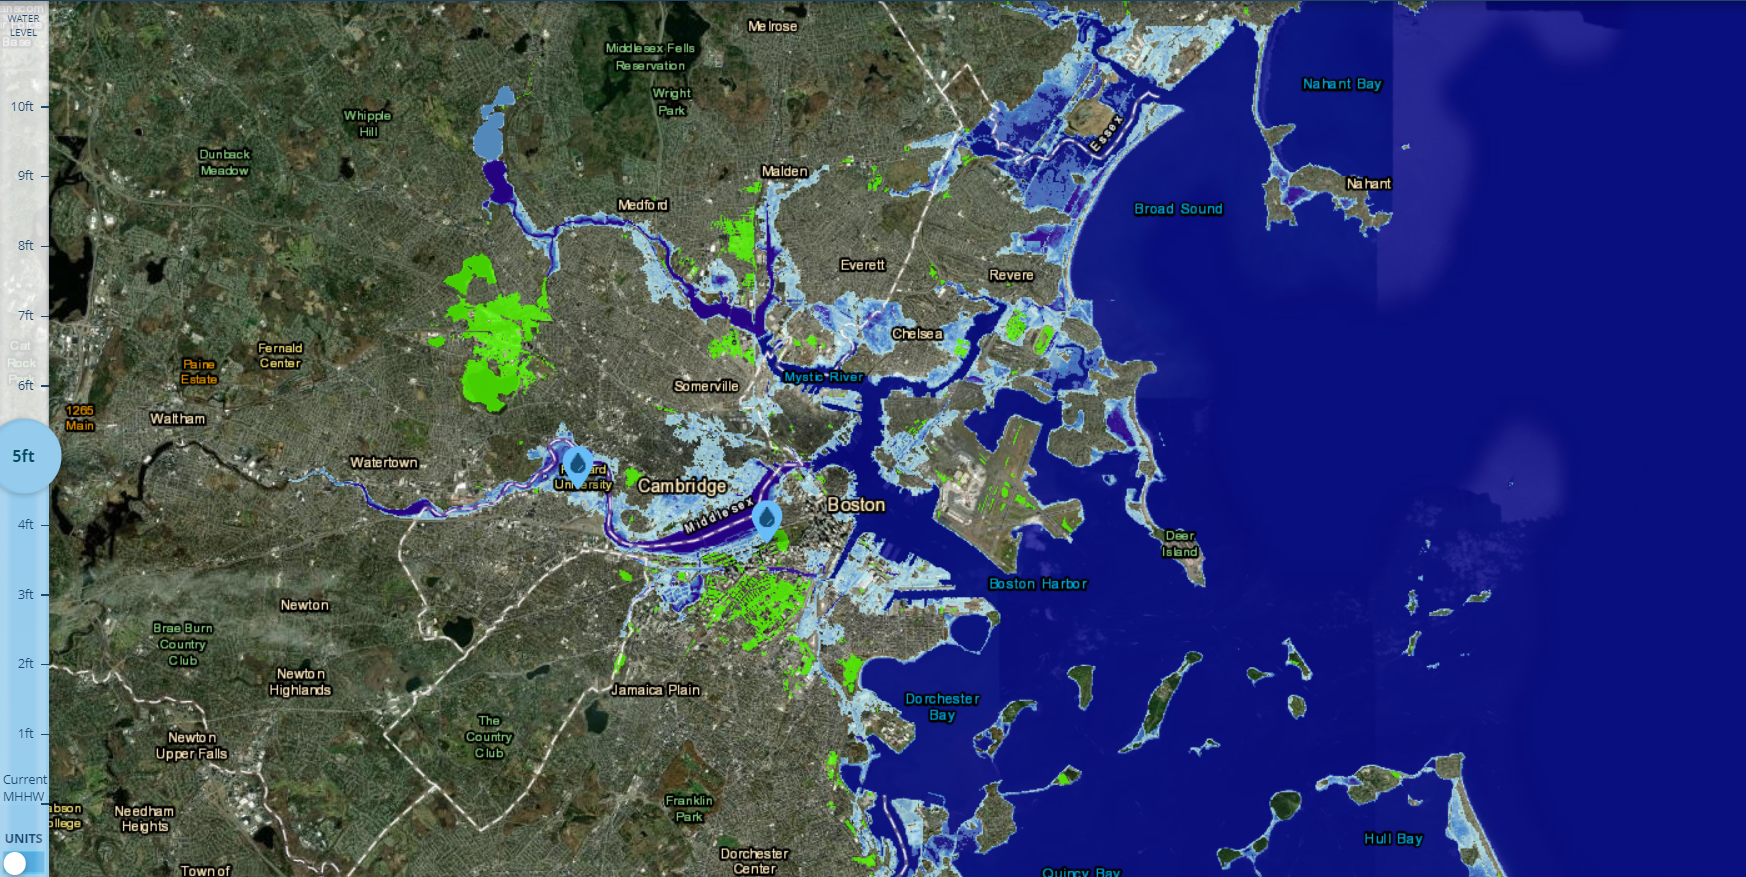 WATER
LEVEL
10ft
9ft
8ft
7ft
6ft
5ft
4ft
3ft
2ft
1ft
Current
MHHW
UNITS
Melrose
Middlesex Fells
Reservation
Wright
Park
Whipple
Hill
Dunback
Meadow
Nahant Bay
Essex
Malden
Nahant
Medford
Broad Sound
Everett
Revere
Chelsea
Cat
Rock
Fernald
Center
Paine
Estate
Mystic River
Somerville
1265
Main
Waltham
Watertown
University
Cambridge
Middlesex
Boston
Deer
Island
Boston Harbor
Newton
Brae Burn
Country
Club
Newton
Highlands
Jamaica Plain
Dorchester
Bay
The
Country
Club
Newton
Upper Falls
Franklin
Park
Needham
Heights
Hull Bay
Dorchester
Center
Town of
Quincy Bay